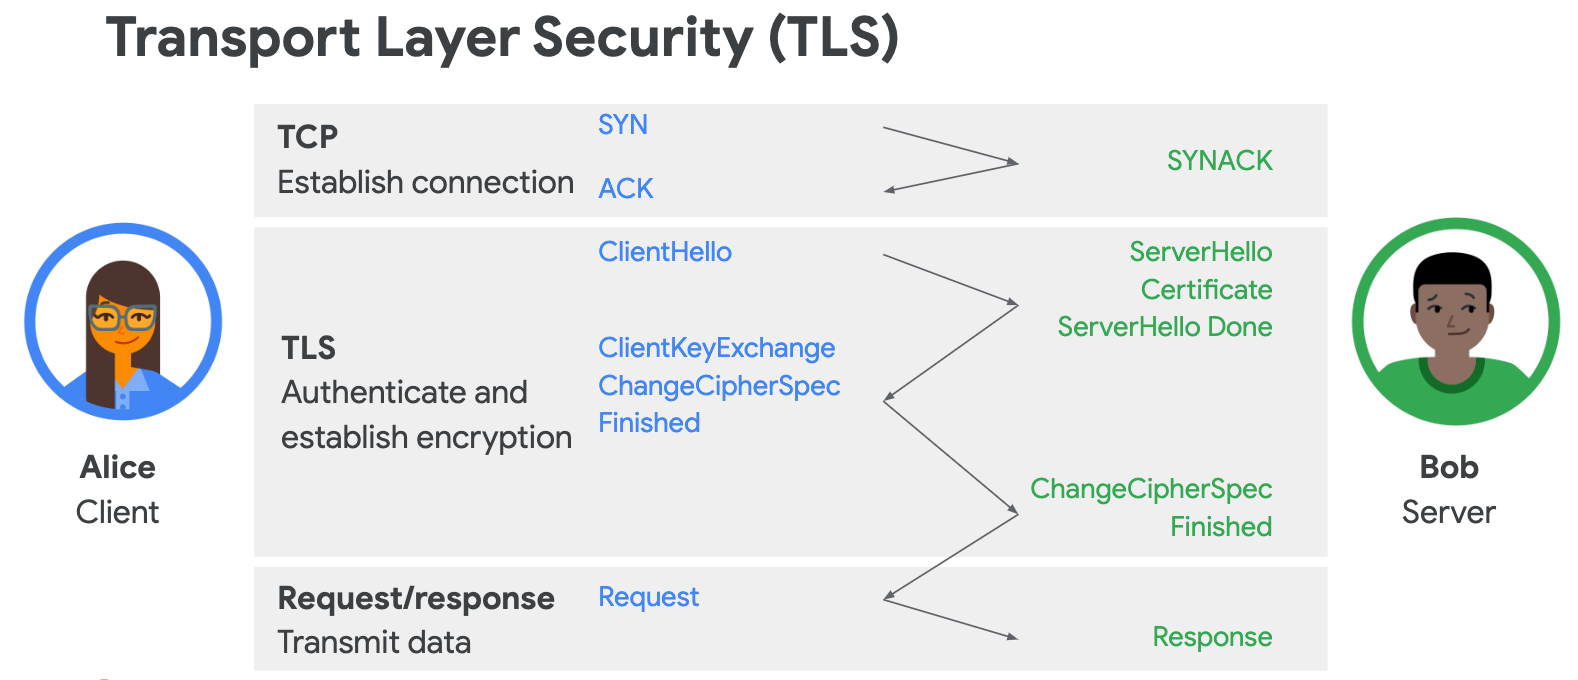 Transport Layer Security (TLS)
TCP
Establish connection
SYN
ACK
SYNACK
TLS
Authenticate and
establish encryption
ClientHello
ServerHello
Certificate
ServerHello Done
ClientKeyExchange
ChangeCipherSpec
Finished
ChangeCipherSpec
Finished
Request/response
Transmit data
Request
Response
Alice
Client
Bob
Server